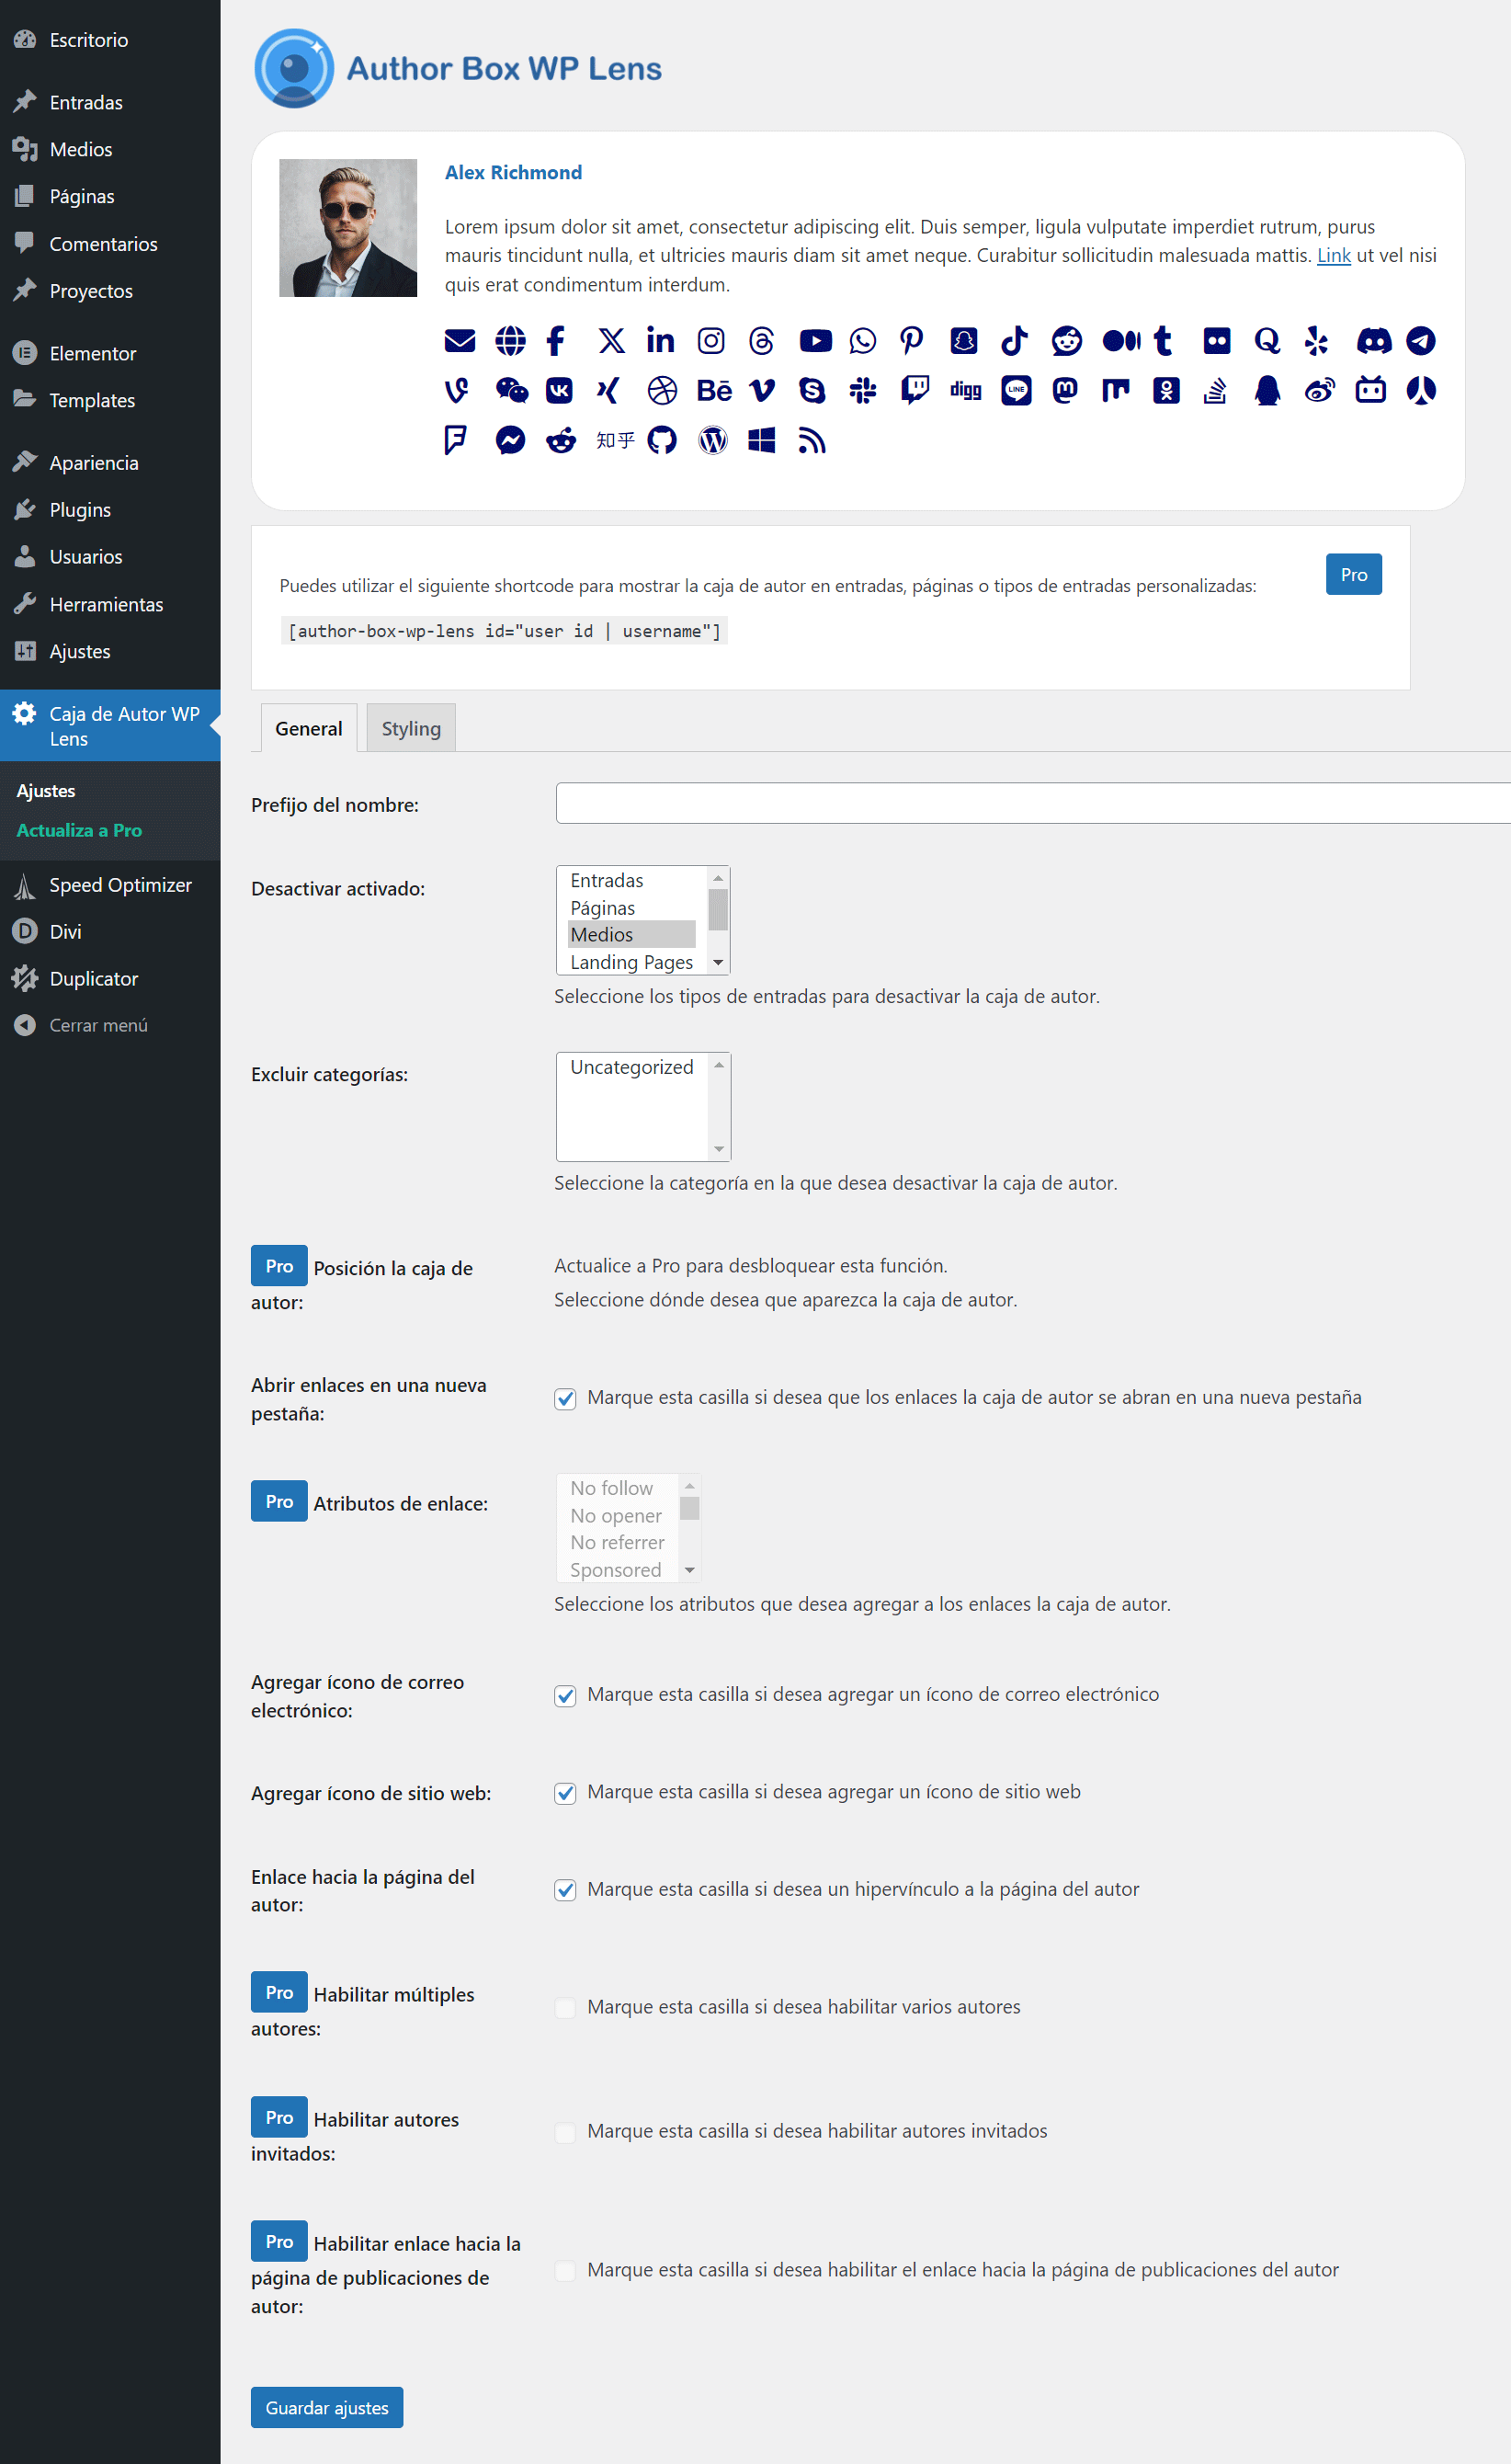 Escritorio
Entradas
Medios
Páginas
Comentarios
Proyectos
Elementor
Templates
Apariencia
Plugins
Usuarios
Herramientas
Ajustes
Caja de Autor WP
Lens
Ajustes
Actualiza a Pro
Speed Optimizer
Divi
Duplicator
Cerrar menú
Author Box WP Lens
Alex Richmond
Lorem ipsum dolor sit amet, consectetur adipiscing elit. Duis semper, ligula vulputate imperdiet rutrum, purus
mauris tincidunt nulla, et ultricies mauris diam sit amet neque. Curabitur sollicitudin malesuada mattis. Link ut vel nisi
quis erat condimentum interdum.
digg LINE
知乎
Puedes utilizar el siguiente shortcode para mostrar la caja de autor en entradas, páginas o tipos de entradas personalizadas:
Pro
[author-box-wp-lens id="user id | username"]
General
Styling
Prefijo del nombre:
Desactivar activado:
Entradas
Páginas
Medios
Landing Pages
Seleccione los tipos de entradas para desactivar la caja de autor.
Excluir categorías:
Uncategorized
Seleccione la categoría en la que desea desactivar la caja de autor.
Pro Posición la caja de
autor:
Actualice a Pro para desbloquear esta función.
Seleccione dónde desea que aparezca la caja de autor.
Abrir enlaces en una nueva
pestaña:
Marque esta casilla si desea que los enlaces la caja de autor se abran en una nueva pestaña
Pro Atributos de enlace:
No follow
No opener
No referrer
Sponsored
Seleccione los atributos que desea agregar a los enlaces la caja de autor.
Agregar ícono de correo
electrónico:
Marque esta casilla si desea agregar un ícono de correo electrónico
Agregar ícono de sitio web:
Marque esta casilla si desea agregar un ícono de sitio web
Enlace hacia la página del
autor:
Marque esta casilla si desea un hipervínculo a la página del autor
Pro Habilitar múltiples
autores:
Marque esta casilla si desea habilitar varios autores
Pro Habilitar autores
invitados:
Marque esta casilla si desea habilitar autores invitados
Pro Habilitar enlace hacia la
página de publicaciones de
autor:
Marque esta casilla si desea habilitar el enlace hacia la página de publicaciones del autor
Guardar ajustes